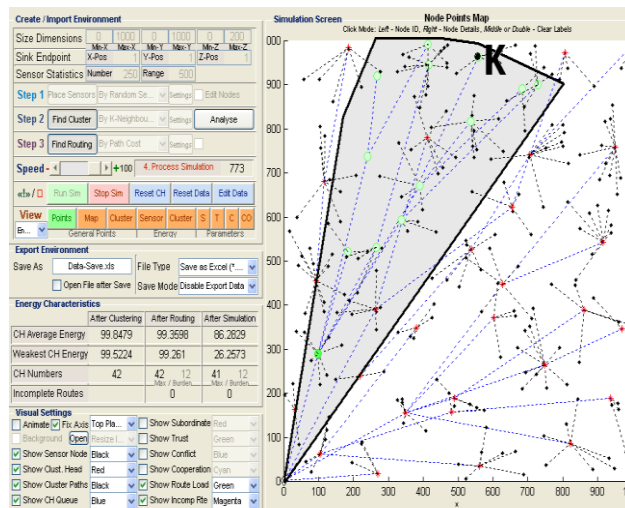 Create / Import Environment
Size Dimensions 0 1000 0 1000 0 200
Min-X Max-X Min-Y Max-Y Min-Z Max-Z
Sink Endpoint X-Pos 1 Y-Pos 1 Z-Pos 1
Sensor Statistics Number 250 Range 500
Step 1 Place Sensors By Random Se... Settings Edit Nodes
Step 2 Find Cluster By K-Neighbou... Settings Analyse
Step 3 Find Routing By Path Cost Settings
Speed - + 100 4. Process Simulation 773
Run Sim Stop Sim Reset CH Reset Data Edit Data
View Points Map Cluster Sensor Cluster S T C CO
En... General Points Energy Parameters
Export Environment
Save As Data-Save.xls File Type Save as Excel (*....
Open File after Save Save Mode Disable Export Data
Energy Characteristics
After Clustering After Routing After Simulation
CH Average Energy 99.8479 99.3598 86.2829
Weakest CH Energy 99.5224 99.261 26.2573
CH Numbers 42 42 12 41 12
Max / Burden Max / Burden
Incomplete Routes 0 0
Visual Settings
Animate Fix Axis Top Pla... Show Subordinate Red
Background Open Resize I... Show Trust Green
Show Sensor Node Black Show Conflict Blue
Show Clust. Head Red Show Cooperation Cyan
Show Cluster Paths Black Show Route Load Green
Show CH Queue Blue Show Incomp Rte Magenta
Simulation Screen Node Points Map
Click Mode: Left - Node ID, Right - Node Details, Middle or Double - Clear Labels
K
900
800
700
600
500
400
300
200
100
0
0 100 200 300 400 500 600 700 800 900
x